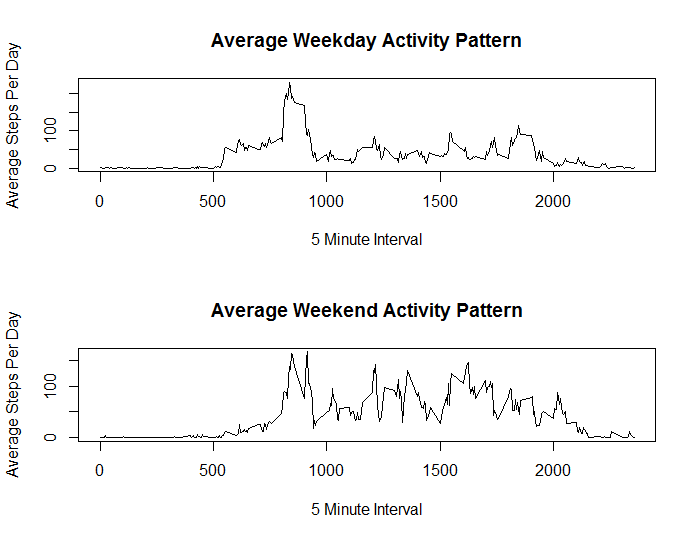 Average Weekday Activity Pattern
Average Steps Per Day
100
0
0 500 1000 1500 2000
5 Minute Interval
Average Weekend Activity Pattern
Average Steps Per Day
100
0
0 500 1000 1500 2000
5 Minute Interval